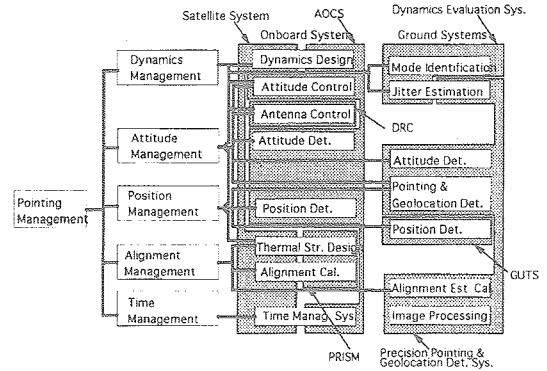 Satellite System
AOCS
Dynamics Evaluation Sys.
Onboard System
Ground Systems
Dynamics
Management
Dynamics Design
Mode Identification
Attitude Control
Jitter Estimation
Antenna Control
DRC
Attitude
Management
Attitude Det.
Attitude Det.
Pointing
Management
Position
Management
Position Det.
Pointing &
Geolocation Det.
Position Det.
Alignment
Management
Thermal Str. Design
Alignment Cal.
GUTS
Alignment Est Cal
Time
Management
Time Manag. Sys
Image Processing
PRISM
Precision Pointing &
Geolocation Det. Sys.